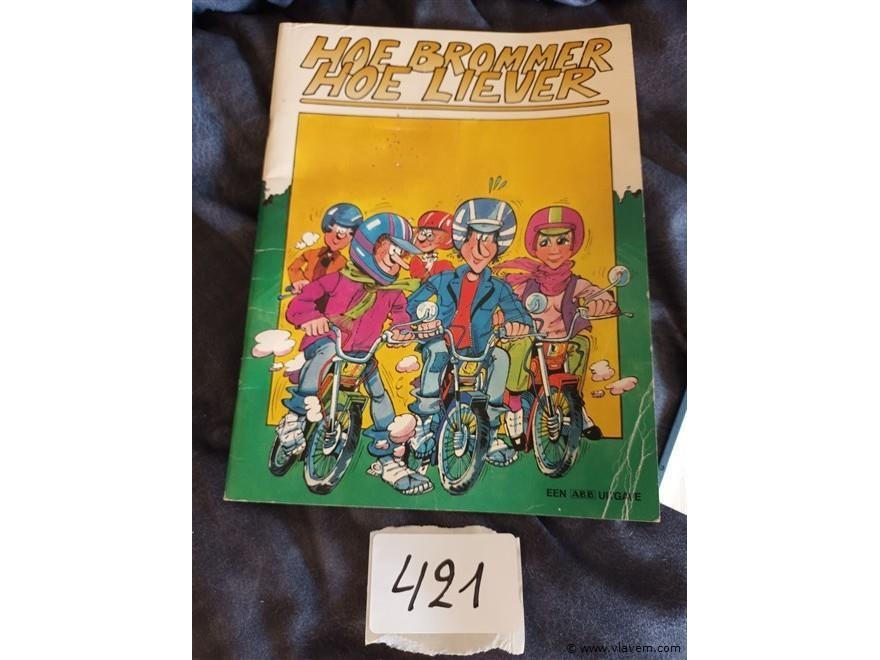 HOE BROMMER
HOE LIEVER
EEN ABB UITGAVE
421
© www.vlavem.com